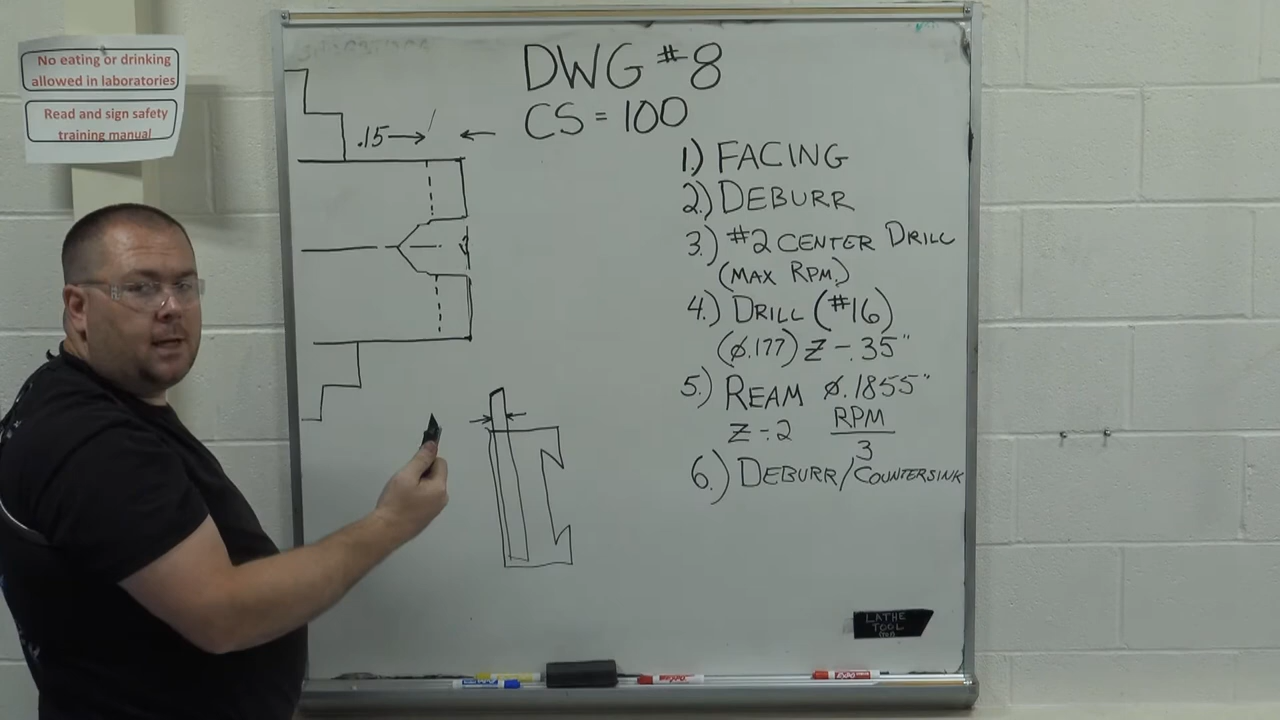 No eating or drinking
allowed in laboratories
Read and sign safety
training manual
DWG #8
CS = 100
.15
1.) FACING
2.) DEBURR
3.) #2 CENTER DRILL
(MAX RPM.)
4.) DRILL (#16)
(Ø.177) Z -.35"
5.) REAM Ø.1855"
Z -.2 RPM
3
6.) DEBURR/COUNTERSINK
LATHE
TOOL